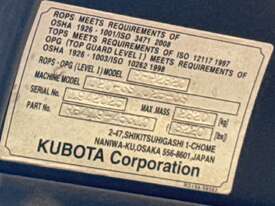 ROPS MEETS REQUIREMENTS OF
OSHA 1926 - 1001/ISO 3471 2008
TOPS MEETS REQUIREMENTS OF ISO 12117 1997
OPG (TOP GUARD LEVEL I) MEETS REQUIREMENTS OF
OSHA 1926 - 1003/ISO 10262 1998
ROPS · OPG (LEVEL I) MODEL
MACHINE MODEL
SERIAL NO. MAX. MASS
PART No.
2-47, SHIKITSUHIGASHI 1-CHOME
NANIWA-KU, OSAKA 556-8601, JAPAN
KUBOTA Corporation